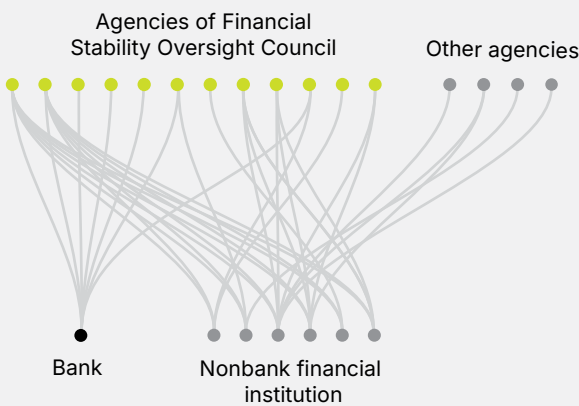 Agencies of Financial
Stability Oversight Council
Other agencies
Bank
Nonbank financial
institution